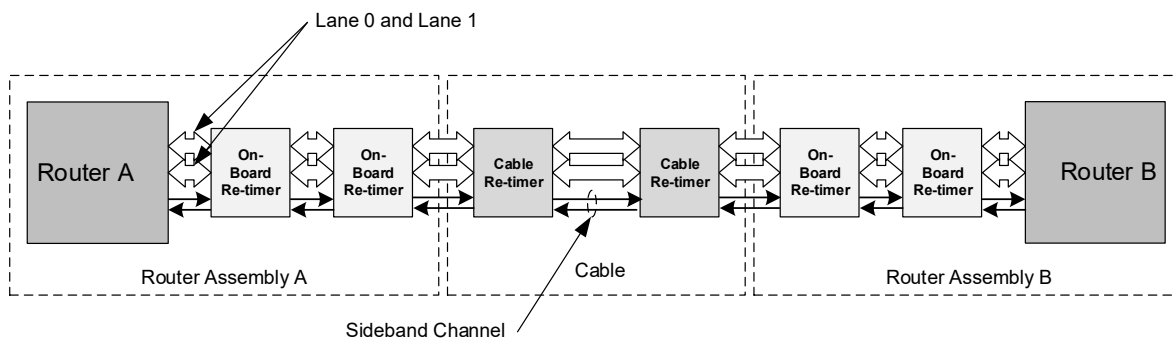 Lane 0 and Lane 1
Router A
On-
Board
Re-timer
On-
Board
Re-timer
Cable
Re-timer
Cable
Re-timer
On-
Board
Re-timer
On-
Board
Re-timer
Router B
Router Assembly A
Cable
Router Assembly B
Sideband Channel